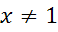 x ≠ 1